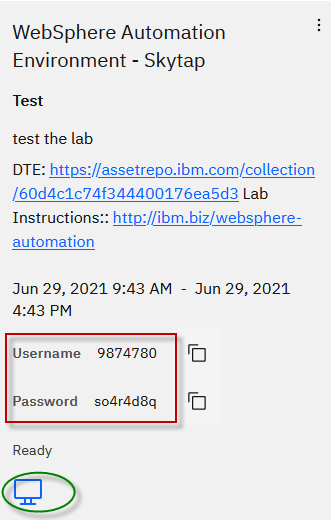 WebSphere Automation
Environment - Skytap
Test
test the lab
DTE: https://assetrepo.ibm.com/collection
/60d4c1c74f344400176ea5d3 Lab
Instructions:: http://ibm.biz/websphere-
automation
Jun 29, 2021 9:43 AM - Jun 29, 2021
4:43 PM
Username 9874780
Password so4r4d8q
Ready